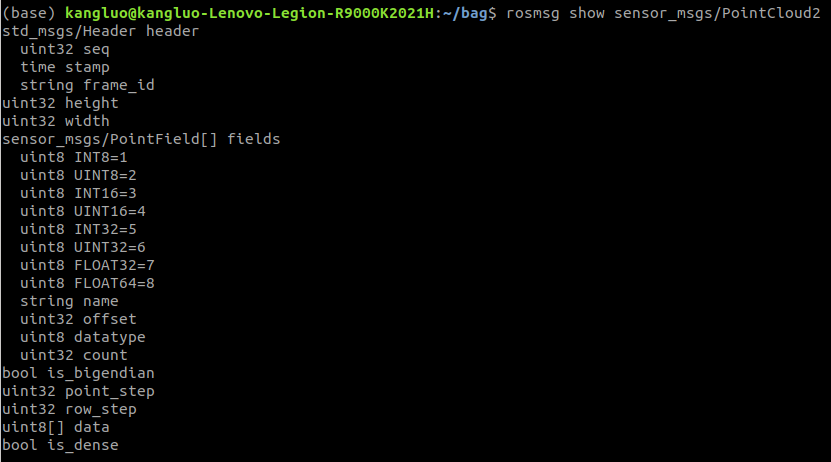 (base) kangluo@kangluo-Lenovo-Legion-R9000K2021H:~/bag$ rosmsg show sensor_msgs/PointCloud2
std_msgs/Header header
  uint32 seq
  time stamp
  string frame_id
uint32 height
uint32 width
sensor_msgs/PointField[] fields
  uint8 INT8=1
  uint8 UINT8=2
  uint8 INT16=3
  uint8 UINT16=4
  uint8 INT32=5
  uint8 UINT32=6
  uint8 FLOAT32=7
  uint8 FLOAT64=8
  string name
  uint32 offset
  uint8 datatype
  uint32 count
bool is_bigendian
uint32 point_step
uint32 row_step
uint8[] data
bool is_dense